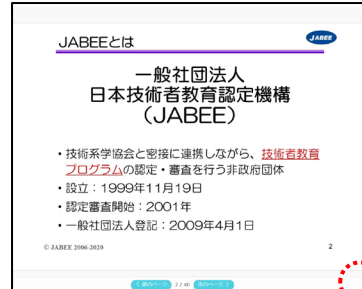 JABEEとは
JABEE
一般社団法人
日本技術者教育認定機構
（JABEE）
・技術系学協会と密接に連携しながら、技術者教育
プログラムの認定・審査を行う非政府団体
・設立：1999年11月19日
・認定審査開始：2001年
・一般社団法人登記：2009年4月1日
© JABEE 2006-2020
2
< 前のページ
2 / 40
次のページ >